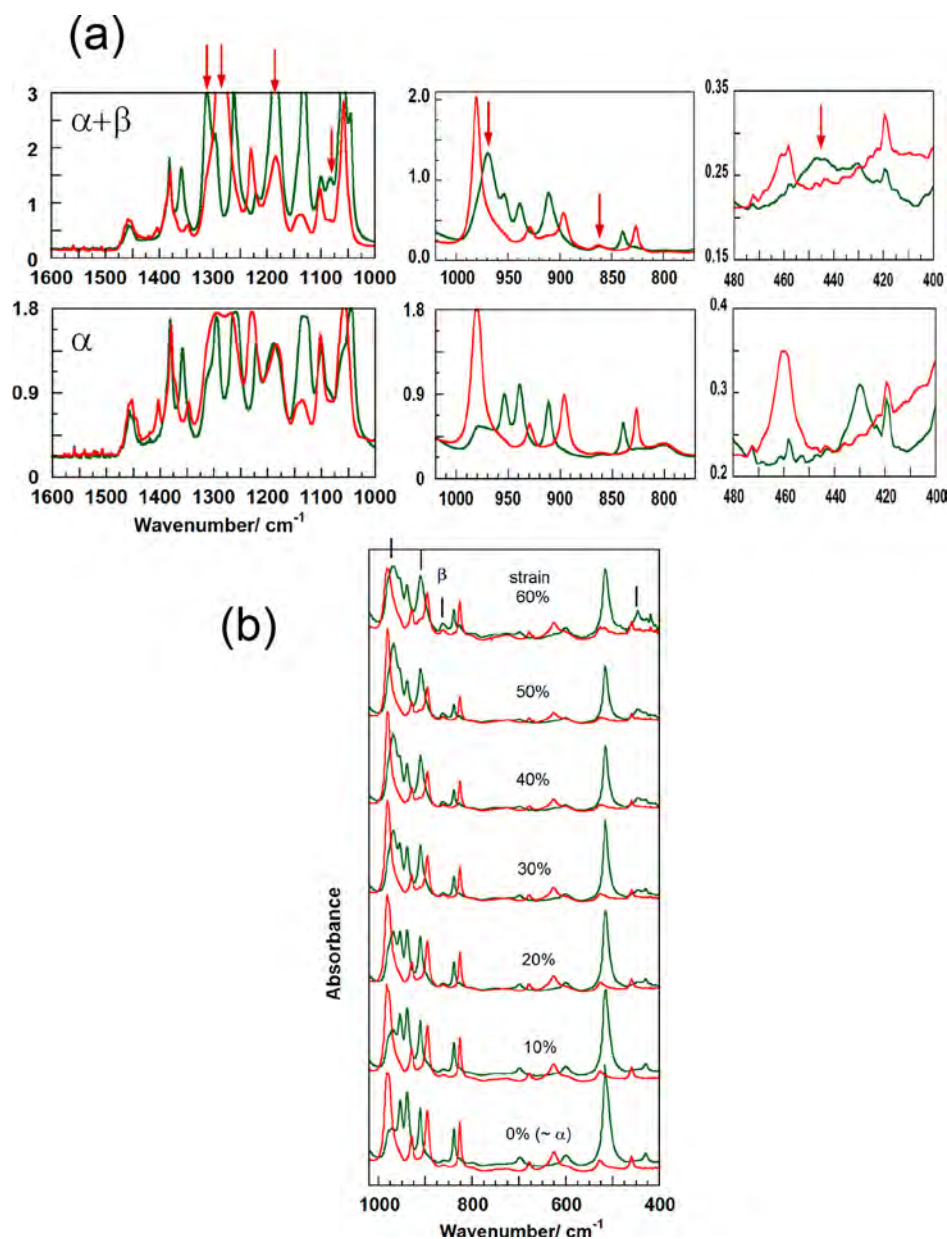 (a)
3
α+β
2
1
0
1600 1500 1400 1300 1200 1100 1000
2.0
1.0
0.0
1000 950 900 850 800
0.35
0.25
0.15
480 460 440 420 400
1.8
α
0.9
0
1600 1500 1400 1300 1200 1100 1000
Wavenumber/ cm-1
1.8
0.9
0
1000 950 900 850 800
0.4
0.3
0.2
480 460 440 420 400
(b)
β
strain
60%
50%
40%
30%
20%
10%
0% (~ α)
Absorbance
1000 800 600 400
Wavenumber/ cm-1